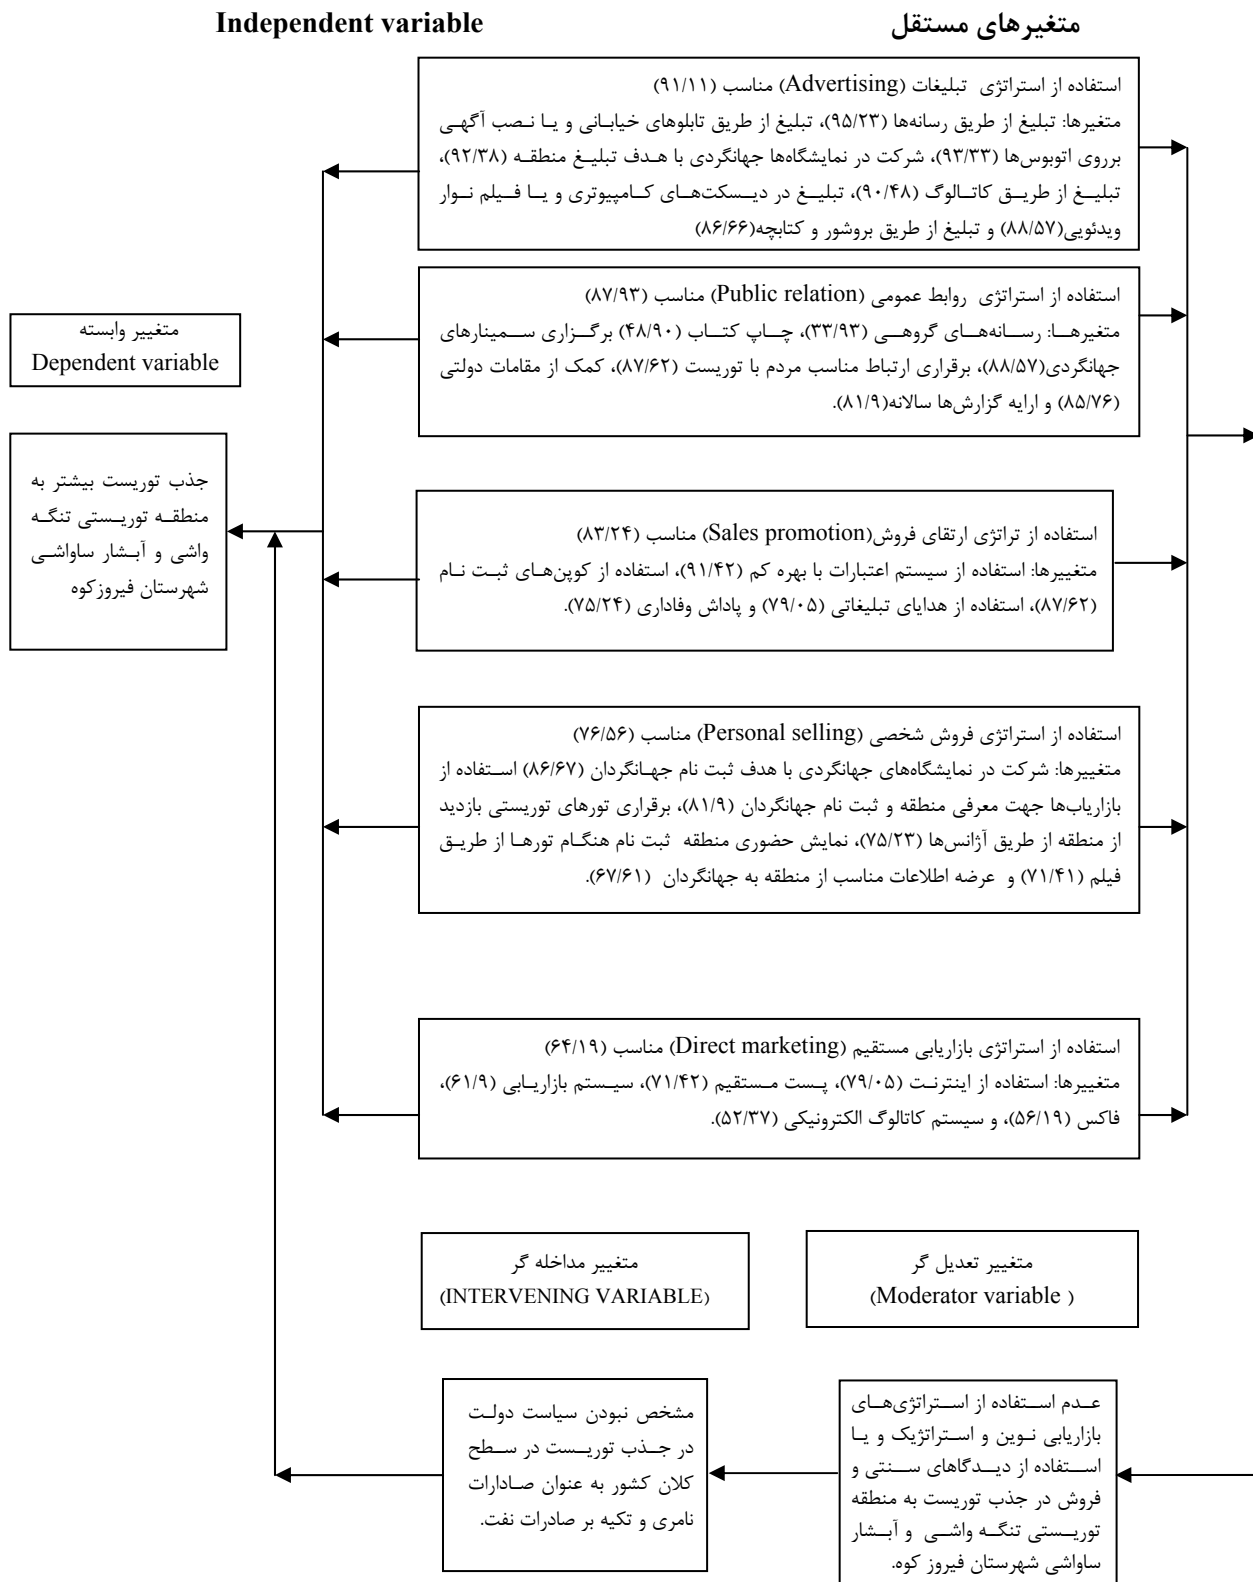 متغیرهای مستقل Independent variable
استفاده از استراتژی تبلیغات (Advertising) مناسب (۹۱/۱۱)
متغیرها: تبلیغ از طریق رسانه‌ها (۹۵/۲۳)، تبلیغ از طریق تابلوهای خیابانی و یا نصب آگهی
برروی اتوبوس‌ها (۹۳/۳۳)، شرکت در نمایشگاه‌ها جهانگردی با هدف تبلیغ منطقه (۹۲/۳۸)،
تبلیغ از طریق کاتالوگ (۹۰/۴۸)، تبلیغ در دیسکت‌های کامپیوتری و یا فیلم نوار
ویدئویی(۸۸/۵۷) و تبلیغ از طریق بروشور و کتابچه(۸۶/۶۶)
استفاده از استراتژی روابط عمومی (Public relation) مناسب (۸۷/۹۳)
متغیرها: رسانه‌های گروهی (۳۳/۹۳)، چاپ کتاب (۴۸/۹۰) برگزاری سمینارهای
جهانگردی(۸۸/۵۷)، برقراری ارتباط مناسب مردم با توریست (۸۷/۶۲)، کمک از مقامات دولتی
(۸۵/۷۶) و ارایه گزارش‌ها سالانه(۸۱/۹).
استفاده از تراتژی ارتقای فروش(Sales promotion) مناسب (۸۳/۲۴)
متغییرها: استفاده از سیستم اعتبارات با بهره کم (۹۱/۴۲)، استفاده از کوپن‌های ثبت نام
(۸۷/۶۲)، استفاده از هدایای تبلیغاتی (۷۹/۰۵) و پاداش وفاداری (۷۵/۲۴).
استفاده از استراتژی فروش شخصی (Personal selling) مناسب (۷۶/۵۶)
متغییرها: شرکت در نمایشگاه‌های جهانگردی با هدف ثبت نام جهانگردان (۸۶/۶۷) استفاده از
بازاریاب‌ها جهت معرفی منطقه و ثبت نام جهانگردان (۸۱/۹)، برقراری تورهای توریستی بازدید
از منطقه از طریق آژانس‌ها (۷۵/۲۳)، نمایش حضوری منطقه ثبت نام هنگام تورها از طریق
فیلم (۷۱/۴۱) و عرضه اطلاعات مناسب از منطقه به جهانگردان (۶۷/۶۱).
استفاده از استراتژی بازاریابی مستقیم (Direct marketing) مناسب (۶۴/۱۹)
متغییرها: استفاده از اینترنت (۷۹/۰۵)، پست مستقیم (۷۱/۴۲)، سیستم بازاریابی (۶۱/۹)،
فاکس (۵۶/۱۹)، و سیستم کاتالوگ الکترونیکی (۵۲/۳۷).
متغییر وابسته
Dependent variable
جذب توریست بیشتر به
منطقه توریستی تنگه
واشی و آبشار ساواشی
شهرستان فیروزکوه
متغییر تعدیل گر
(Moderator variable )
متغییر مداخله گر
(INTERVENING VARIABLE)
عدم استفاده از استراتژی‌های
بازاریابی نوین و استراتژیک و یا
استفاده از دیدگاهای سنتی و
فروش در جذب توریست به منطقه
توریستی تنگه واشی و آبشار
ساواشی شهرستان فیروز کوه.
مشخص نبودن سیاست دولت
در جذب توریست در سطح
کلان کشور به عنوان صادارات
نامری و تکیه بر صادرات نفت.